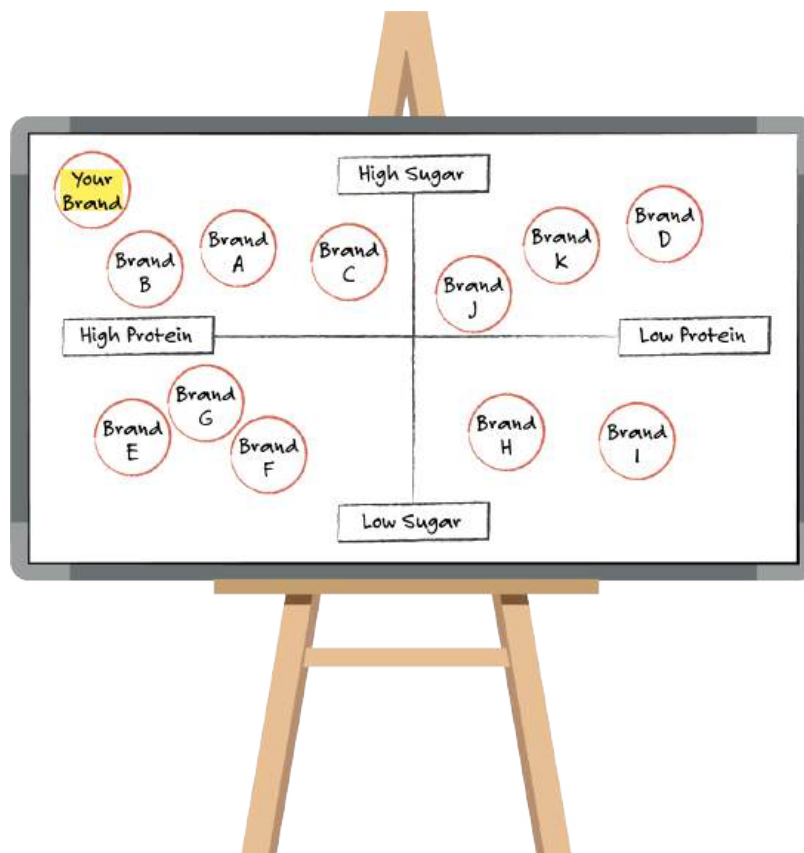 High Sugar
Your
Brand
Brand
D
Brand
A
Brand
K
Brand
C
Brand
B
Brand
J
High Protein
Low Protein
Brand
G
Brand
E
Brand
H
Brand
F
Brand
I
Low Sugar